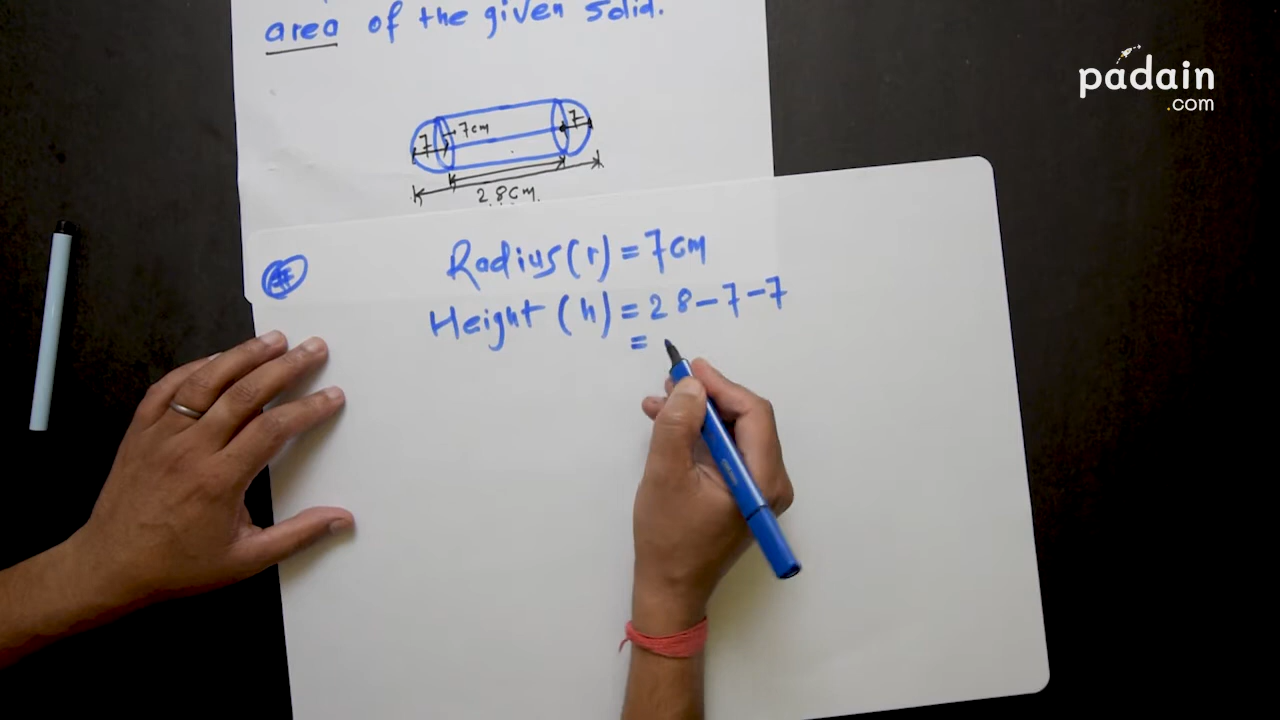 area of the given solid.
7 7cm 7
28cm.
Radius (r) = 7cm
Height (h) = 28-7-7
=
padain
.com